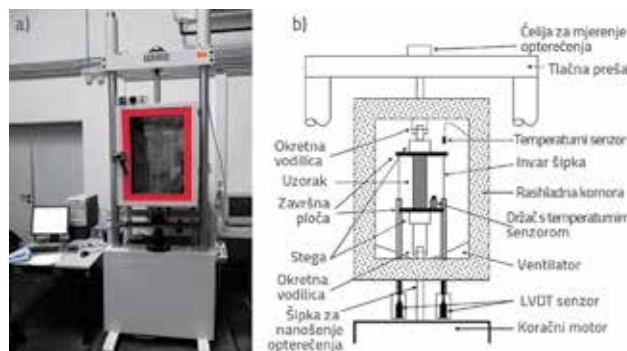 a)
b)
Ćelija za mjerenje
opterećenja
Tlačna preša
Okretna
vodilica
Uzorak
Završna
ploča
Stega
Okretna
vodilica
Šipka za
nanošenje
opterećenja
Temperaturni senzor
Invar šipka
Rashladna komora
Držač s temperaturnim
senzorom
Ventilator
LVDT senzor
Koračni motor